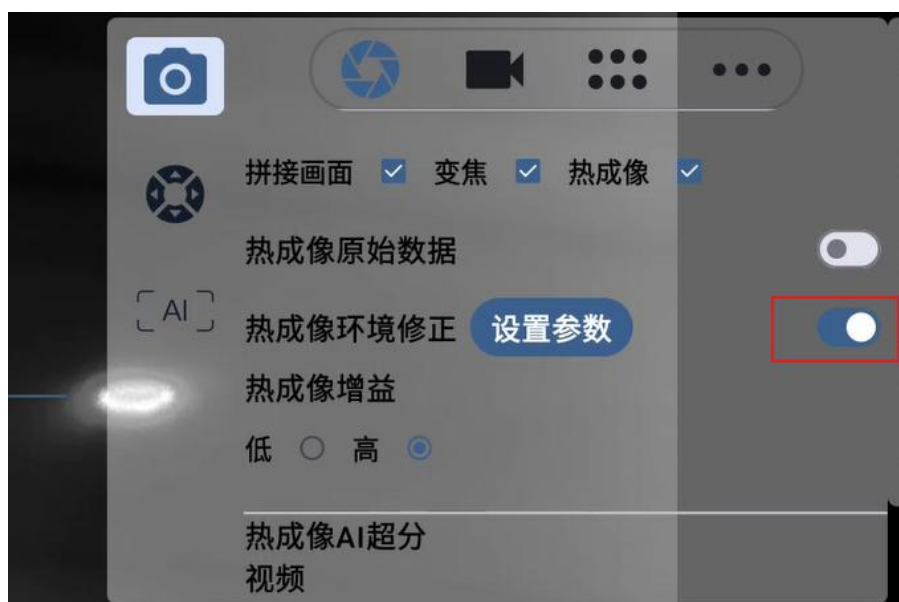 拼接画面 变焦 热成像
热成像原始数据
AI
热成像环境修正 设置参数
热成像增益
低 高
热成像AI超分
视频